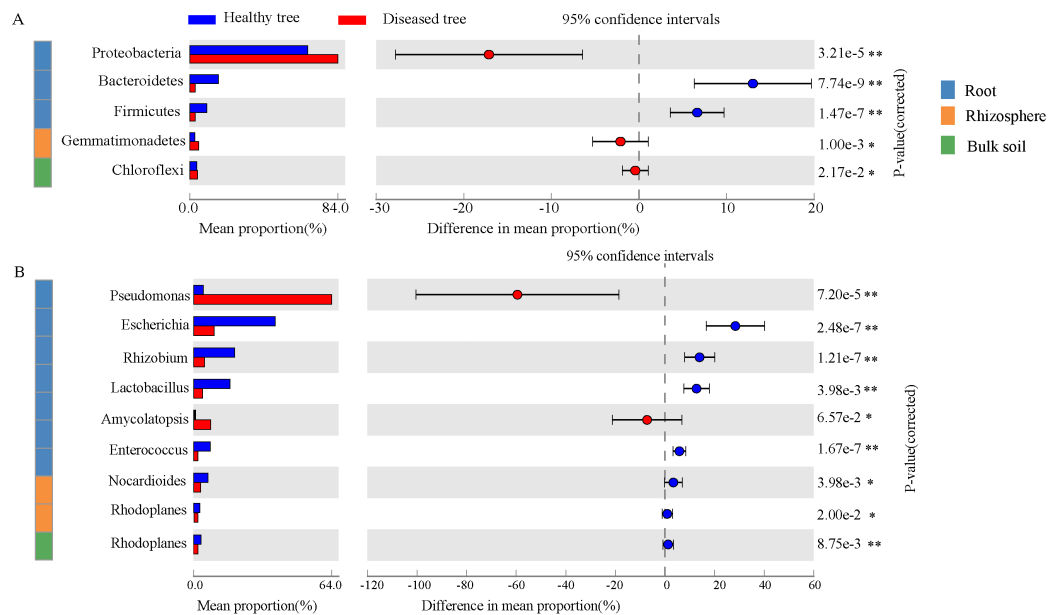 A
Healthy tree
Diseased tree
95% confidence intervals
Proteobacteria
3.21e-5 **
Bacteroidetes
7.74e-9 **
Firmicutes
1.47e-7 **
Gemmatimonadetes
1.00e-3 *
Chloroflexi
2.17e-2 *
P-value(corrected)
Root
Rhizosphere
Bulk soil
0.0 84.0
-30 -20 -10 0 10 20
Mean proportion(%)
Difference in mean proportion(%)
B
95% confidence intervals
Pseudomonas
7.20e-5 **
Escherichia
2.48e-7 **
Rhizobium
1.21e-7 **
Lactobacillus
3.98e-3 **
Amycolatopsis
6.57e-2 *
Enterococcus
1.67e-7 **
Nocardioides
3.98e-3 *
Rhodoplanes
2.00e-2 *
Rhodoplanes
8.75e-3 **
P-value(corrected)
0.0 64.0
-120 -100 -80 -60 -40 -20 0 20 40 60
Mean proportion(%)
Difference in mean proportion(%)